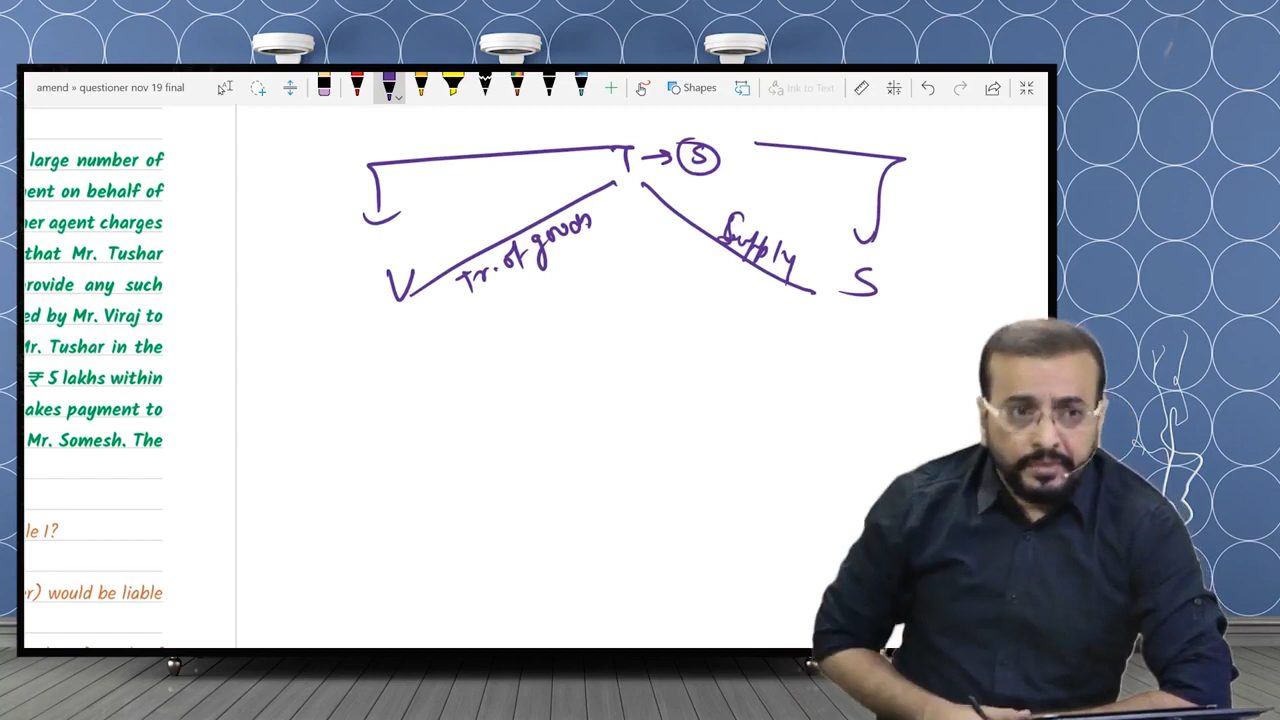 amend » questioner nov 19 final
Shapes
Ink to Text
large number of
ent on behalf of
er agent charges
that Mr. Tushar
rovide any such
ed by Mr. Viraj to
Mr. Tushar in the
₹ 5 lakhs within
akes payment to
Mr. Somesh. The
le I?
r) would be liable
T → S
Tr. of goods
Supply
V
S